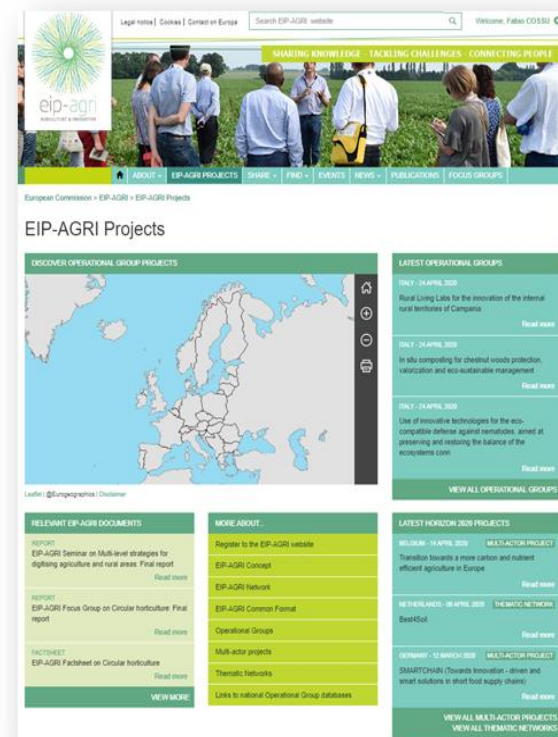 Legal notice | Cookies | Contact on Europa
Search EIP-AGRI website
Welcome, Fabio COSSU
SHARING KNOWLEDGE - TACKLING CHALLENGES - CONNECTING PEOPLE
eip-agri
AGRICULTURE & INNOVATION
ABOUT
EIP-AGRI PROJECTS
SHARE
FIND
EVENTS
NEWS
PUBLICATIONS
FOCUS GROUPS
European Commission > EIP-AGRI > EIP-AGRI Projects
EIP-AGRI Projects
DISCOVER OPERATIONAL GROUP PROJECTS
Leaflet | @Eurogeographics | Disclaimer
LATEST OPERATIONAL GROUPS
ITALY - 24 APRIL 2020
Rural Living Labs for the innovation of the internal
rural territories of Campania
Read more
ITALY - 24 APRIL 2020
In situ composting for chestnut woods protection,
valorization and eco-sustainable management
Read more
ITALY - 24 APRIL 2020
Use of innovative technologies for the eco-
compatible defense against nematodes, aimed at
preserving and restoring the balance of the
ecosystems conn
Read more
VIEW ALL OPERATIONAL GROUPS
RELEVANT EIP-AGRI DOCUMENTS
REPORT
EIP-AGRI Seminar on Multi-level strategies for
digitising agriculture and rural areas: Final report
Read more
REPORT
EIP-AGRI Focus Group on Circular horticulture: Final
report
Read more
FACTSHEET
EIP-AGRI Factsheet on Circular horticulture
Read more
VIEW MORE
MORE ABOUT...
Register to the EIP-AGRI website
EIP-AGRI Concept
EIP-AGRI Network
EIP-AGRI Common Format
Operational Groups
Multi-actor projects
Thematic Networks
Links to national Operational Group databases
LATEST HORIZON 2020 PROJECTS
BELGIUM - 14 APRIL 2020 MULTI-ACTOR PROJECT
Transition towards a more carbon and nutrient
efficient agriculture in Europe
Read more
NETHERLANDS - 08 APRIL 2020 THEMATIC NETWORK
Best4Soil
Read more
GERMANY - 12 MARCH 2020 MULTI-ACTOR PROJECT
SMARTCHAIN (Towards Innovation - driven and
smart solutions in short food supply chains)
Read more
VIEW ALL MULTI-ACTOR PROJECTS
VIEW ALL THEMATIC NETWORKS